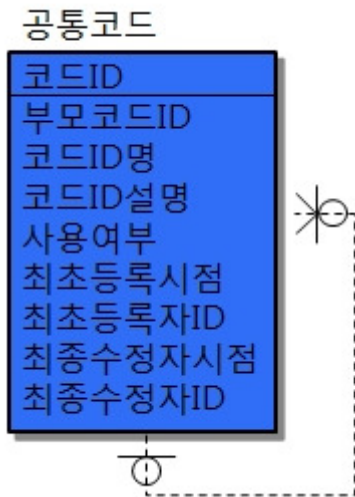 공통코드
코드ID
부모코드ID
코드ID명
코드ID설명
사용여부
최초등록시점
최초등록자ID
최종수정자시점
최종수정자ID